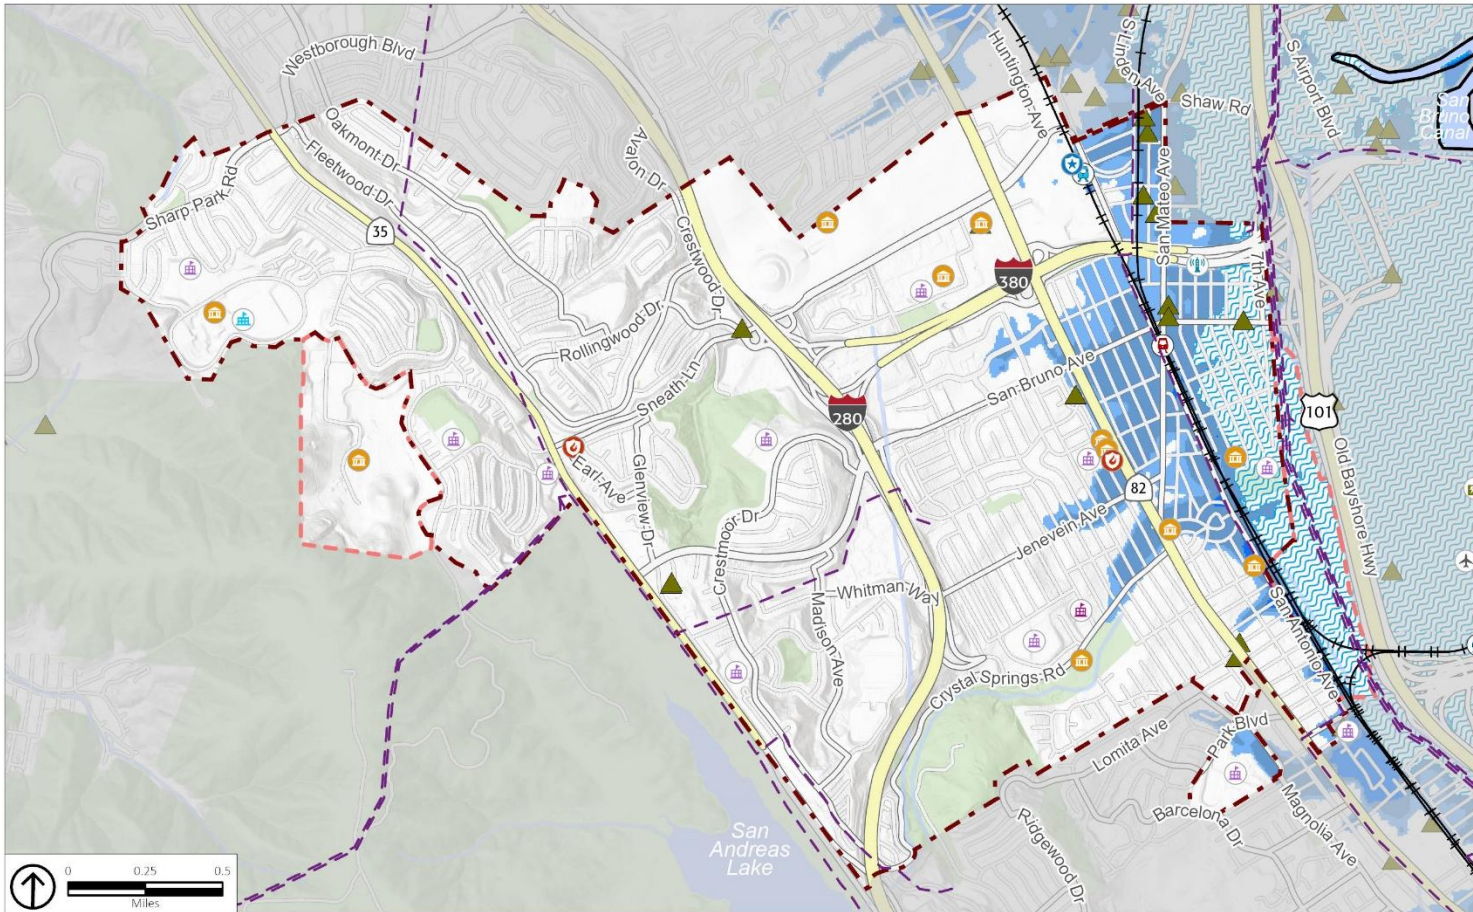 Westborough Blvd
Huntington Ave
S Linden Ave
Shaw Rd
S Airport Blvd
San
Bruno
Canal
Oakmont Dr
Fleetwood Dr
Avalon Dr
Sharp Park Rd
35
Crestwood Dr
San Mateo Ave
7th Ave
380
Rollingwood Dr
Sneath Ln
San Bruno Ave
280
101
Old Bayshore Hwy
Earl Ave
Glenview Dr
Crestmoor Dr
82
Jenevein Ave
Whitman Way
Madison Ave
Crystal Springs Rd
San Antonio Ave
Lomita Ave
Park Blvd
Magnolia Ave
Barcelona Dr
Ridgewood Dr
San
Andreas
Lake
0 0.25 0.5
Miles